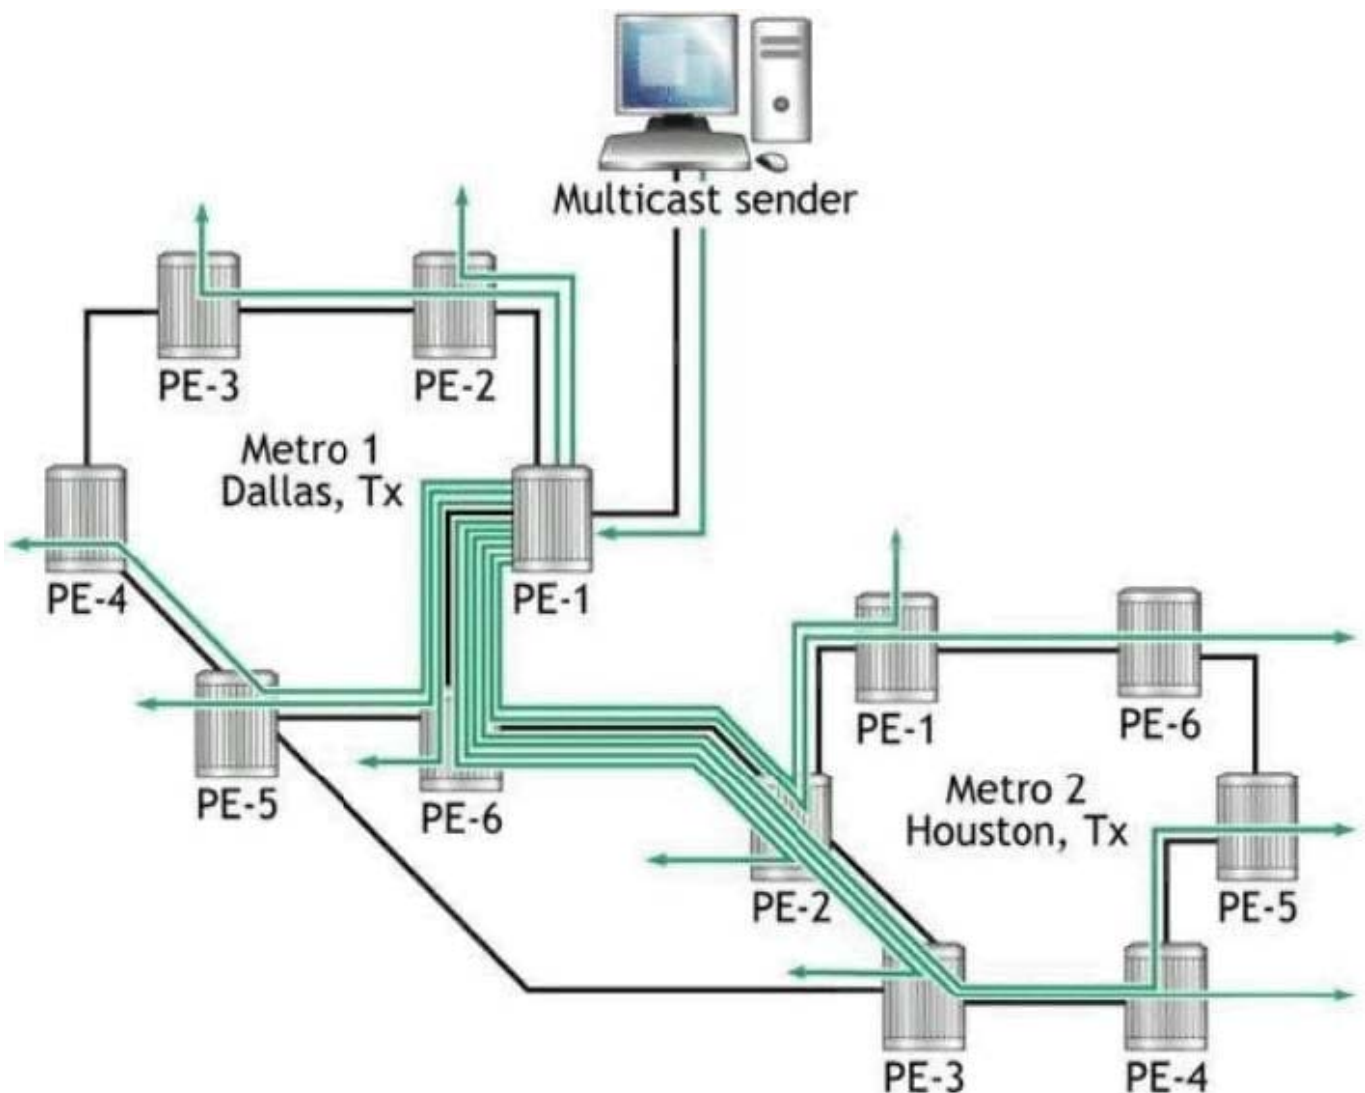 Multicast sender
PE-3
PE-2
Metro 1
Dallas, Tx
PE-4
PE-1
PE-5
PE-6
PE-1
PE-6
Metro 2
Houston, Tx
PE-2
PE-5
PE-3
PE-4